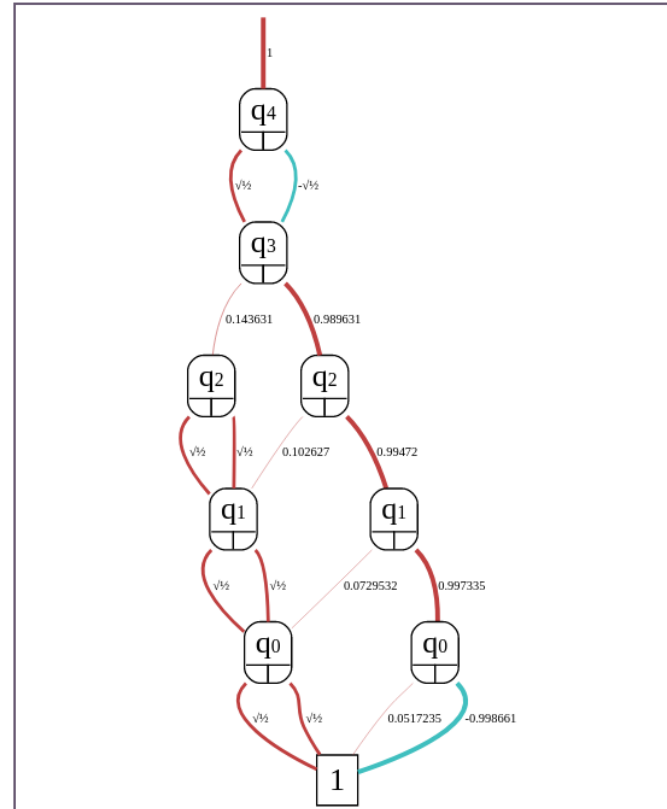 1
q4
√½ -√½
q3
0.143631 0.989631
q2 q2
√½ √½ 0.102627 0.99472
q1 q1
√½ √½ 0.0729532 0.997335
q0 q0
√½ √½ 0.0517235 -0.998661
1